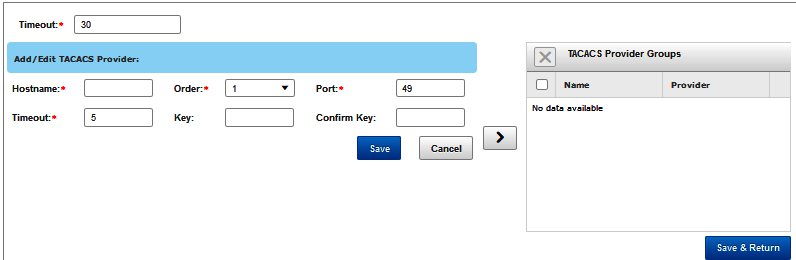 Timeout:* 30
Add/Edit TACACS Provider:
Hostname:* Order:* 1 Port:* 49
Timeout:* 5 Key: Confirm Key:
Save Cancel
TACACS Provider Groups
Name Provider
No data available
Save & Return